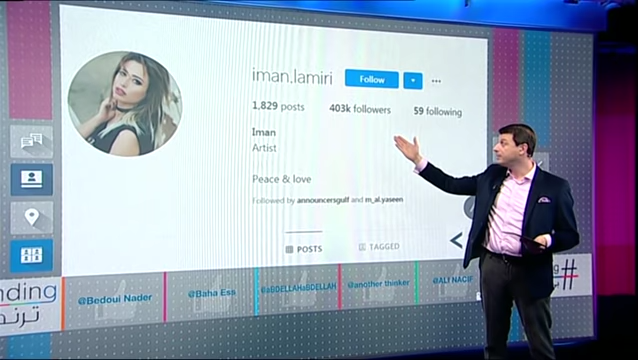 iman.lamiri Follow
1,829 posts 403k followers 59 following
Iman
Artist
Peace & love
Followed by announcersgulf and m_al.yaseen
POSTS TAGGED
nding
#
@Bedoui Nader @Baha Ess @aBDELLAHaBDELLAH @another thinker @ALI NACIF